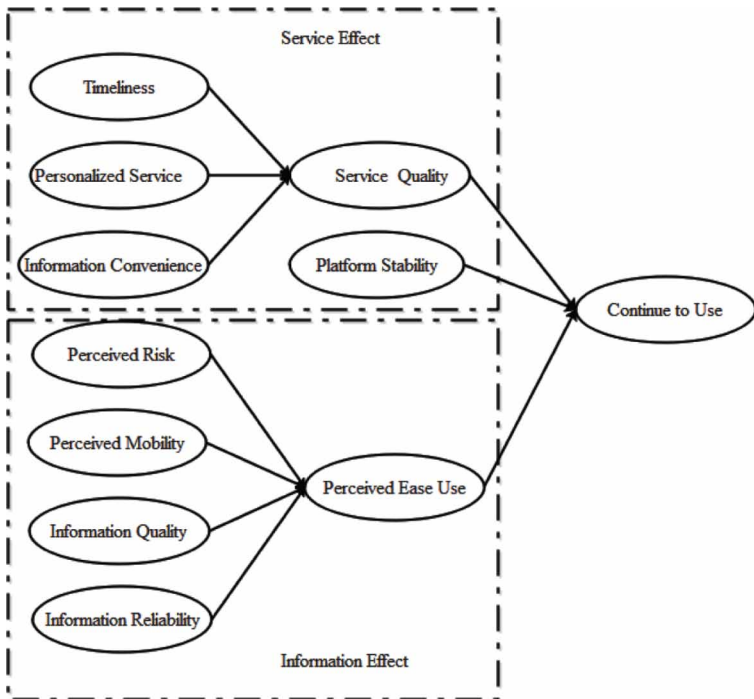 Service Effect
Timeliness
Personalized Service
Service Quality
Information Convenience
Platform Stability
Continue to Use
Perceived Risk
Perceived Mobility
Perceived Ease Use
Information Quality
Information Reliability
Information Effect